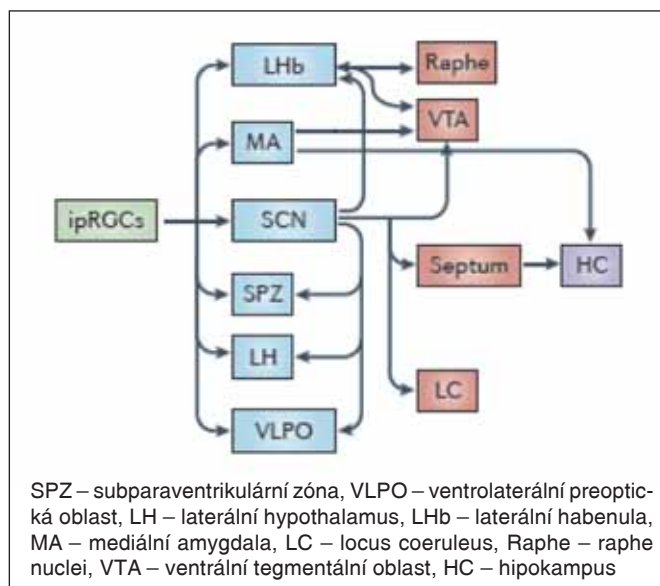 LHb
Raphe
VTA
MA
ipRGCs
SCN
Septum
HC
SPZ
LH
LC
VLPO
SPZ – subparaventrikulární zóna, VLPO – ventrolaterální preoptic-
ká oblast, LH – laterální hypothalamus, LHb – laterální habenula,
MA – mediální amygdala, LC – locus coeruleus, Raphe – raphe
nuclei, VTA – ventrální tegmentální oblast, HC – hipokampus